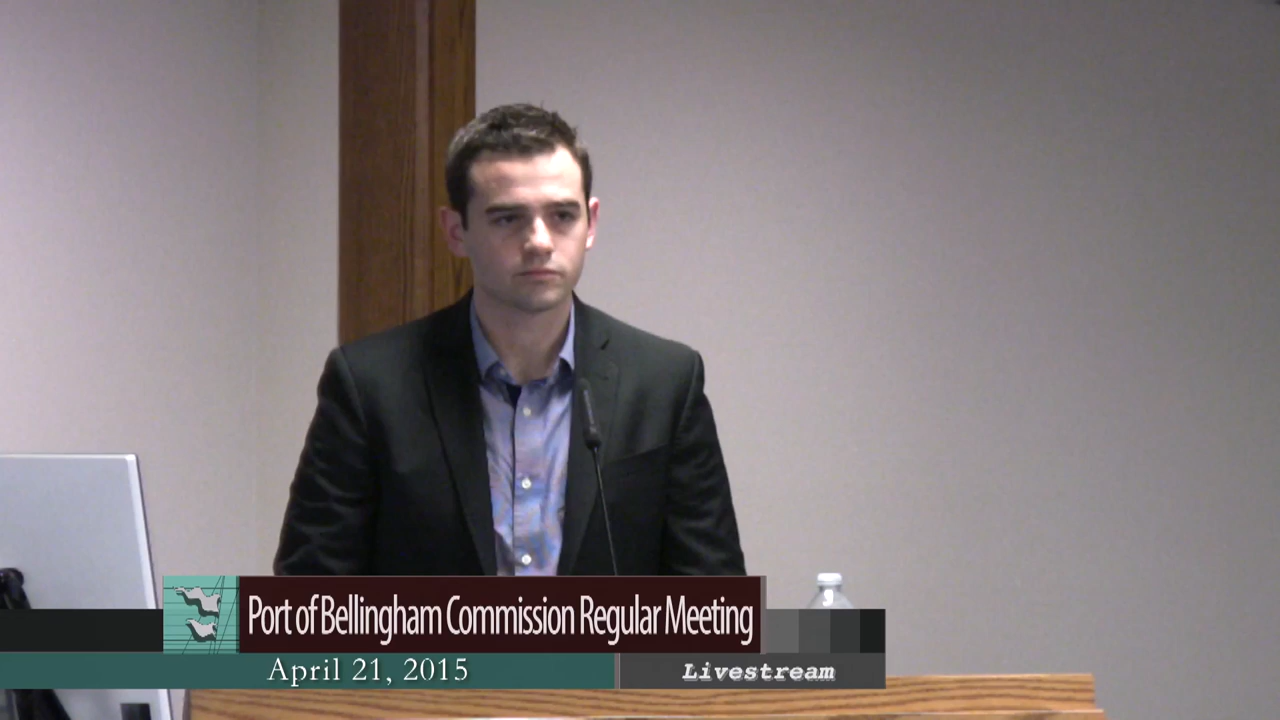 Port of Bellingham Commission Regular Meeting
April 21, 2015
Livestream